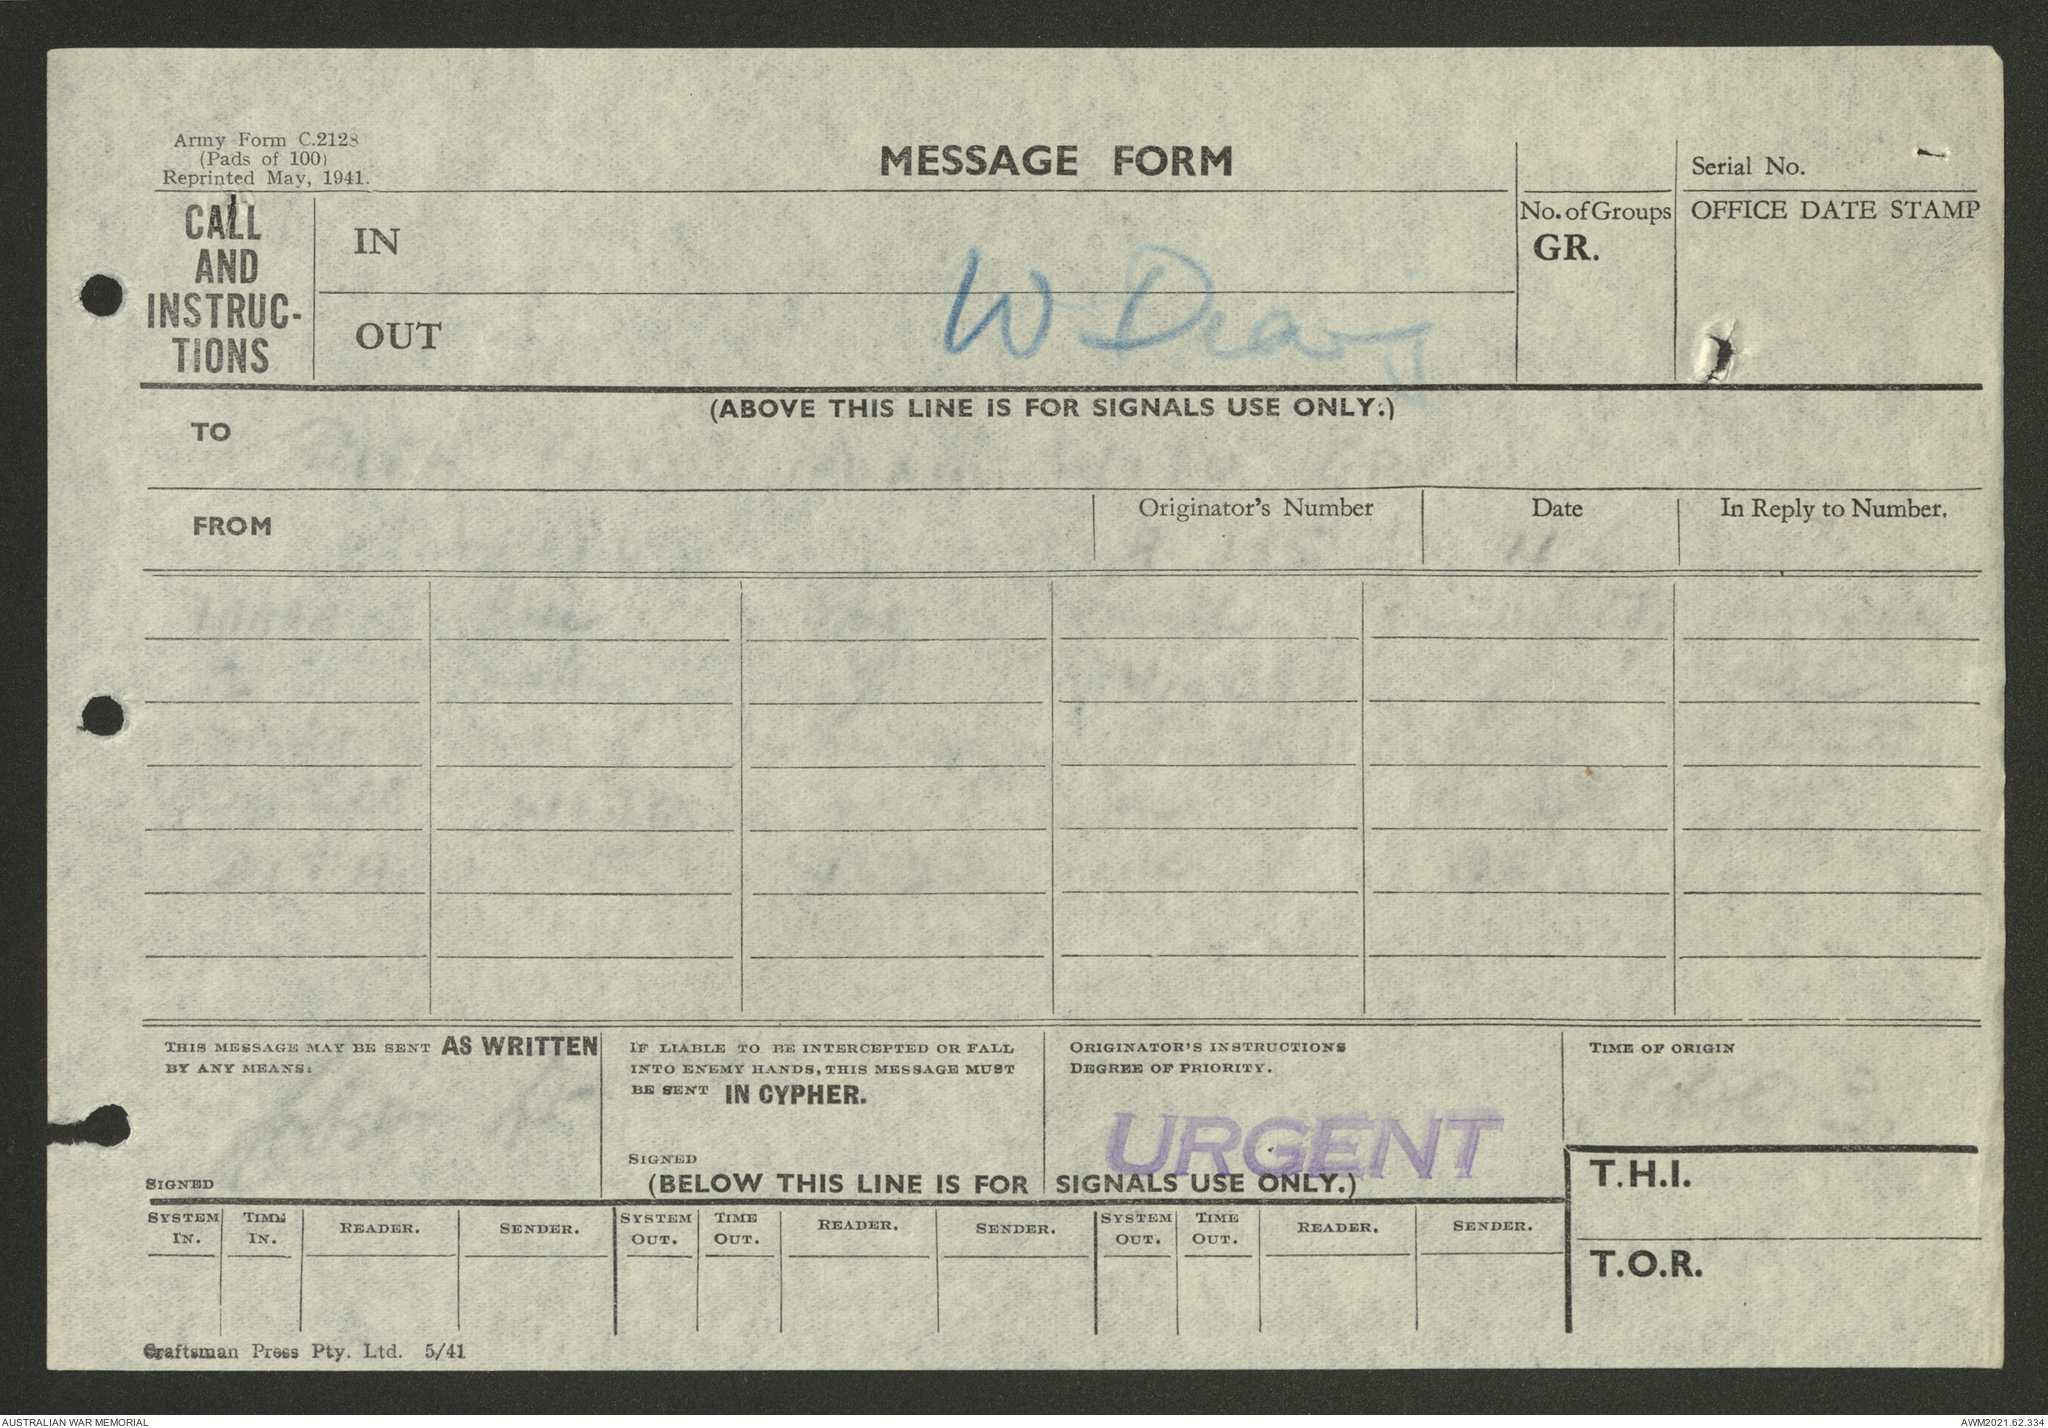 Army Form C.2128
(Pads of 100)
Reprinted May, 1941.
MESSAGE FORM
Serial No.
CALL
AND
INSTRUC-
TIONS
IN
OUT
W Diary
No. of Groups
GR.
OFFICE DATE STAMP
(ABOVE THIS LINE IS FOR SIGNALS USE ONLY.)
TO
FROM
Originator's Number
Date
In Reply to Number.
THIS MESSAGE MAY BE SENT AS WRITTEN
BY ANY MEANS:
SIGNED
IF LIABLE TO BE INTERCEPTED OR FALL
INTO ENEMY HANDS, THIS MESSAGE MUST
BE SENT IN CYPHER.
SIGNED
ORIGINATOR'S INSTRUCTIONS
DEGREE OF PRIORITY.
URGENT
TIME OF ORIGIN
T.H.I.
T.O.R.
(BELOW THIS LINE IS FOR SIGNALS USE ONLY.)
SYSTEM IN. TIME IN. READER. SENDER. SYSTEM OUT. TIME OUT. READER. SENDER. SYSTEM OUT. TIME OUT. READER. SENDER.
Craftsman Press Pty. Ltd. 5/41
AUSTRALIAN WAR MEMORIAL
AWM2021.62.334